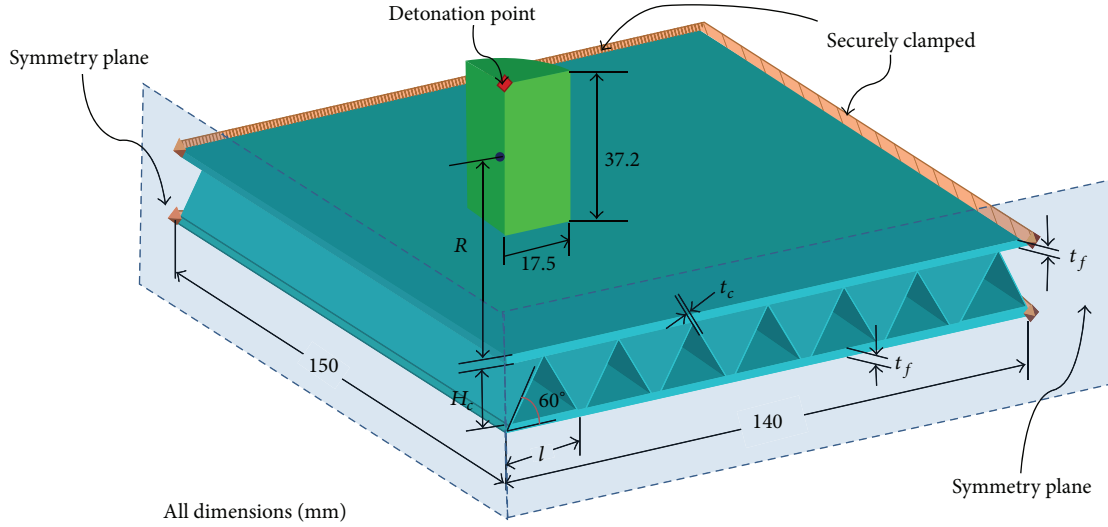 Detonation point
Securely clamped
Symmetry plane
37.2
R
17.5
t_f
t_c
t_f
150
H_c
60°
140
l
Symmetry plane
All dimensions (mm)